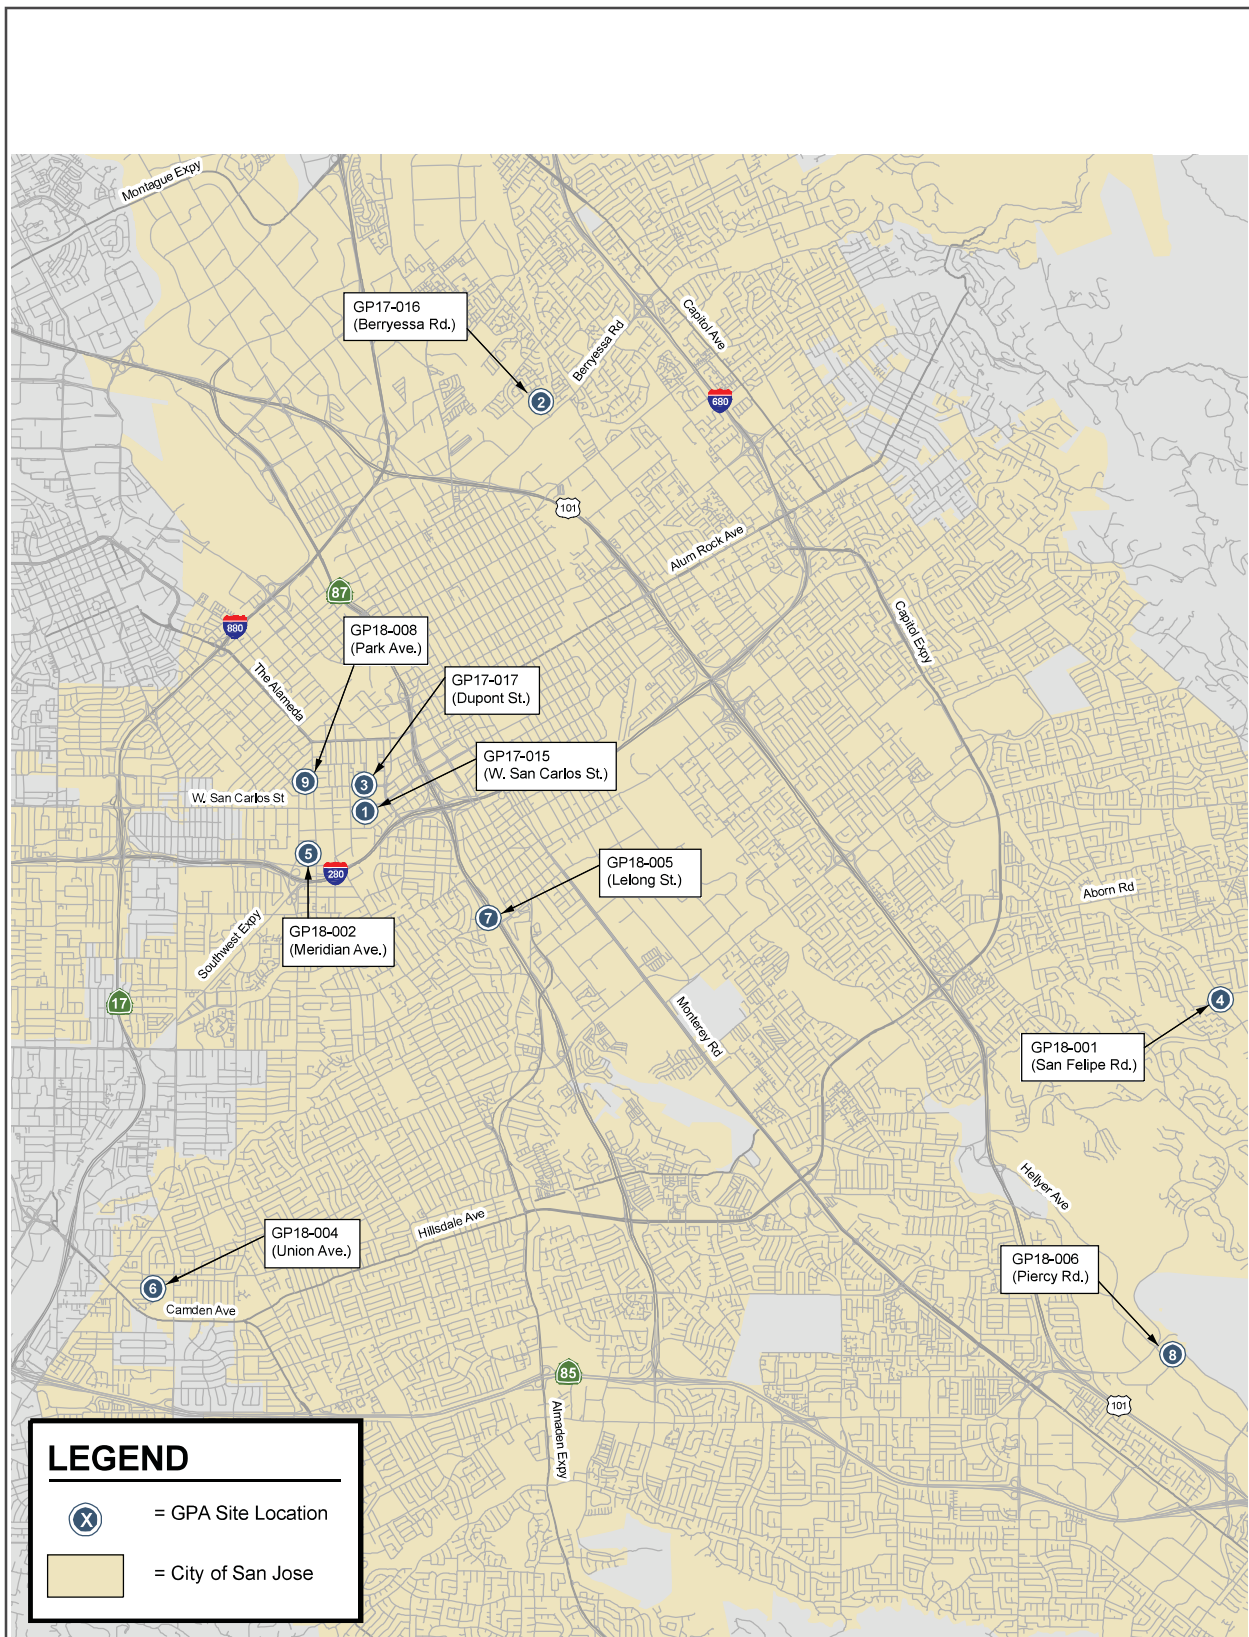 Montague Expy
GP17-016
(Berryessa Rd.)
Berryessa Rd
Capitol Ave
2
680
101
Alum Rock Ave
87
880
Capitol Expy
GP18-008
(Park Ave.)
The Alameda
GP17-017
(Dupont St.)
GP17-015
(W. San Carlos St.)
9
3
W. San Carlos St
1
5
280
GP18-005
(Lelong St.)
Aborn Rd
7
GP18-002
(Meridian Ave.)
Southwest Expy
17
Monterey Rd
4
GP18-001
(San Felipe Rd.)
Hellyer Ave
Hillsdale Ave
GP18-004
(Union Ave.)
GP18-006
(Piercy Rd.)
6
Camden Ave
8
85
101
Almaden Expy
LEGEND
X = GPA Site Location
= City of San Jose